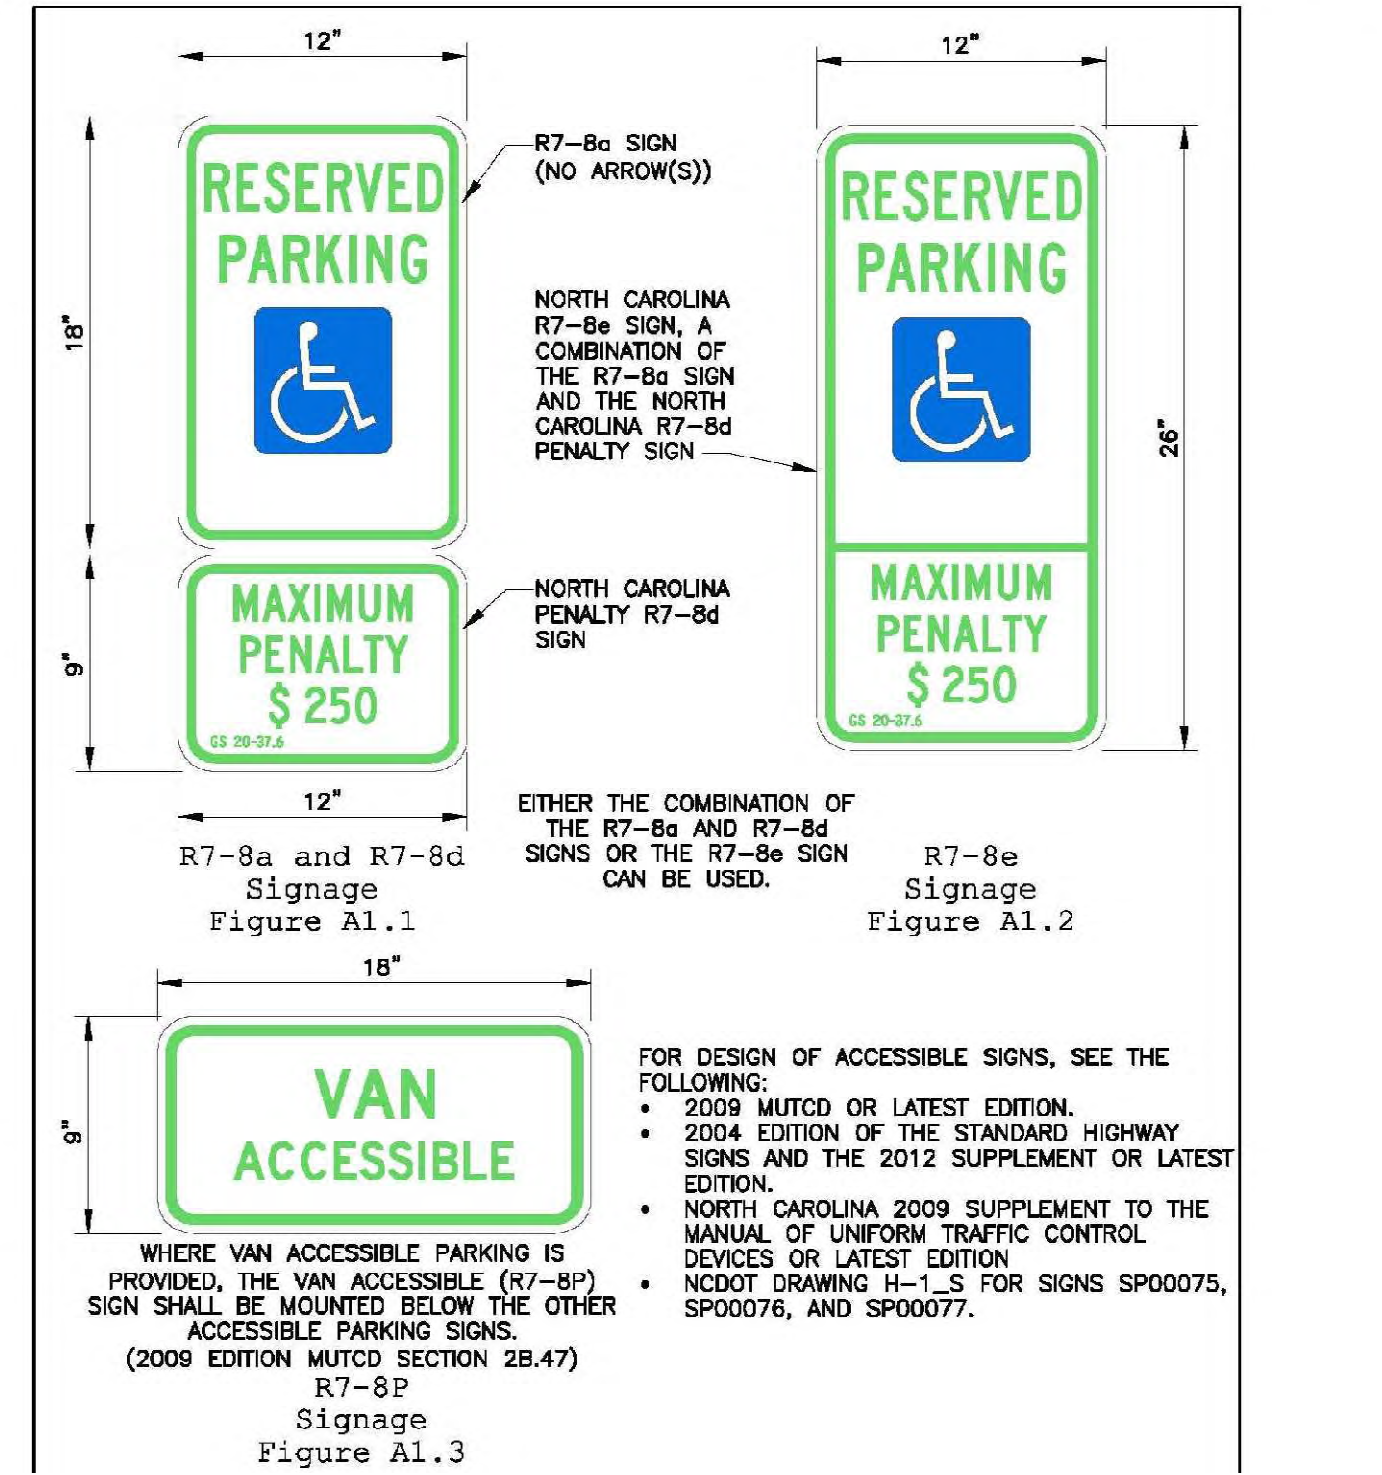 12"
RESERVED
PARKING
18"
R7-8a SIGN
(NO ARROW(S))
NORTH CAROLINA
R7-8e SIGN, A
COMBINATION OF
THE R7-8a SIGN
AND THE NORTH
CAROLINA R7-8d
PENALTY SIGN
12"
RESERVED
PARKING
26"
MAXIMUM
PENALTY
$ 250
GS 20-37.6
9"
12"
NORTH CAROLINA
PENALTY R7-8d
SIGN
MAXIMUM
PENALTY
$ 250
GS 20-37.6
R7-8a and R7-8d
Signage
Figure A1.1
EITHER THE COMBINATION OF
THE R7-8a AND R7-8d
SIGNS OR THE R7-8e SIGN
CAN BE USED.
R7-8e
Signage
Figure A1.2
18"
9"
VAN
ACCESSIBLE
WHERE VAN ACCESSIBLE PARKING IS
PROVIDED, THE VAN ACCESSIBLE (R7-8P)
SIGN SHALL BE MOUNTED BELOW THE OTHER
ACCESSIBLE PARKING SIGNS.
(2009 EDITION MUTCD SECTION 2B.47)
R7-8P
Signage
Figure A1.3
FOR DESIGN OF ACCESSIBLE SIGNS, SEE THE
FOLLOWING:
• 2009 MUTCD OR LATEST EDITION.
• 2004 EDITION OF THE STANDARD HIGHWAY
SIGNS AND THE 2012 SUPPLEMENT OR LATEST
EDITION.
• NORTH CAROLINA 2009 SUPPLEMENT TO THE
MANUAL OF UNIFORM TRAFFIC CONTROL
DEVICES OR LATEST EDITION
• NCDOT DRAWING H-1_S FOR SIGNS SP00075,
SP00076, AND SP00077.